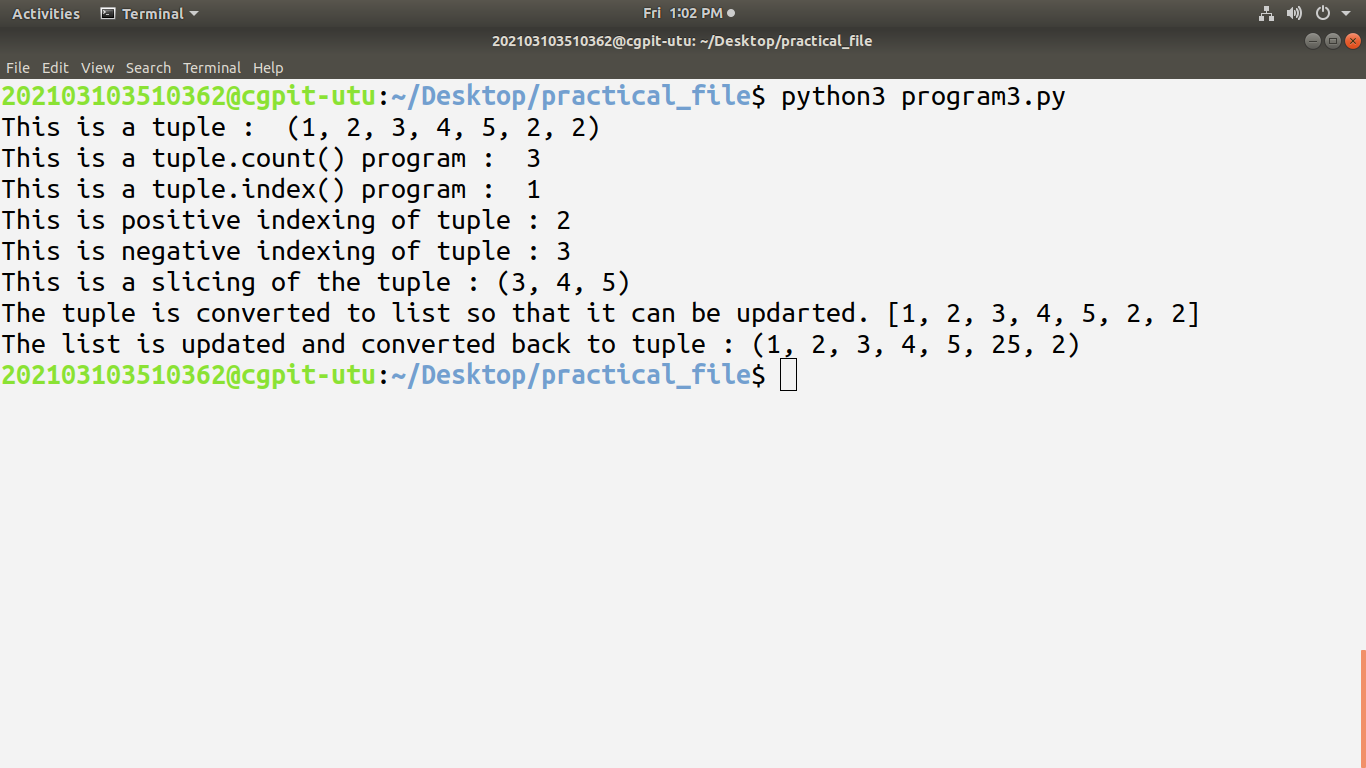 Activities Terminal Fri 1:02 PM
202103103510362@cgpit-utu: ~/Desktop/practical_file
File Edit View Search Terminal Help
202103103510362@cgpit-utu:~/Desktop/practical_file$ python3 program3.py
This is a tuple :  (1, 2, 3, 4, 5, 2, 2)
This is a tuple.count() program :  3
This is a tuple.index() program :  1
This is positive indexing of tuple : 2
This is negative indexing of tuple : 3
This is a slicing of the tuple : (3, 4, 5)
The tuple is converted to list so that it can be updarted. [1, 2, 3, 4, 5, 2, 2]
The list is updated and converted back to tuple : (1, 2, 3, 4, 5, 25, 2)
202103103510362@cgpit-utu:~/Desktop/practical_file$